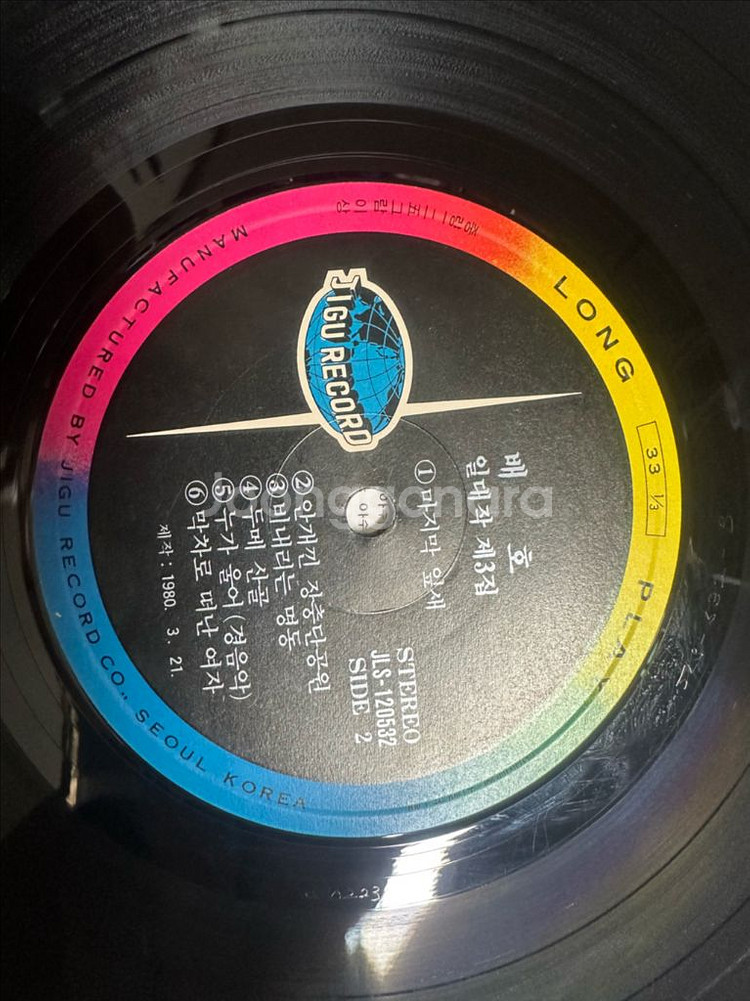 LONG 33 1/3 PLAY
JIGU RECORD
배 호
일대작 제3집
① 마지막 잎새
STEREO
JLS-120532
SIDE 2
② 안개낀 장충단공원
③ 비내리는 명동
④ 두메 산골
⑤ 누가 울어 (경음악)
⑥ 막차로 떠난 여자
제작 : 1980. 3. 21.
MANUFACTURED BY JIGU RECORD CO., SEOUL KOREA
Joonggonara